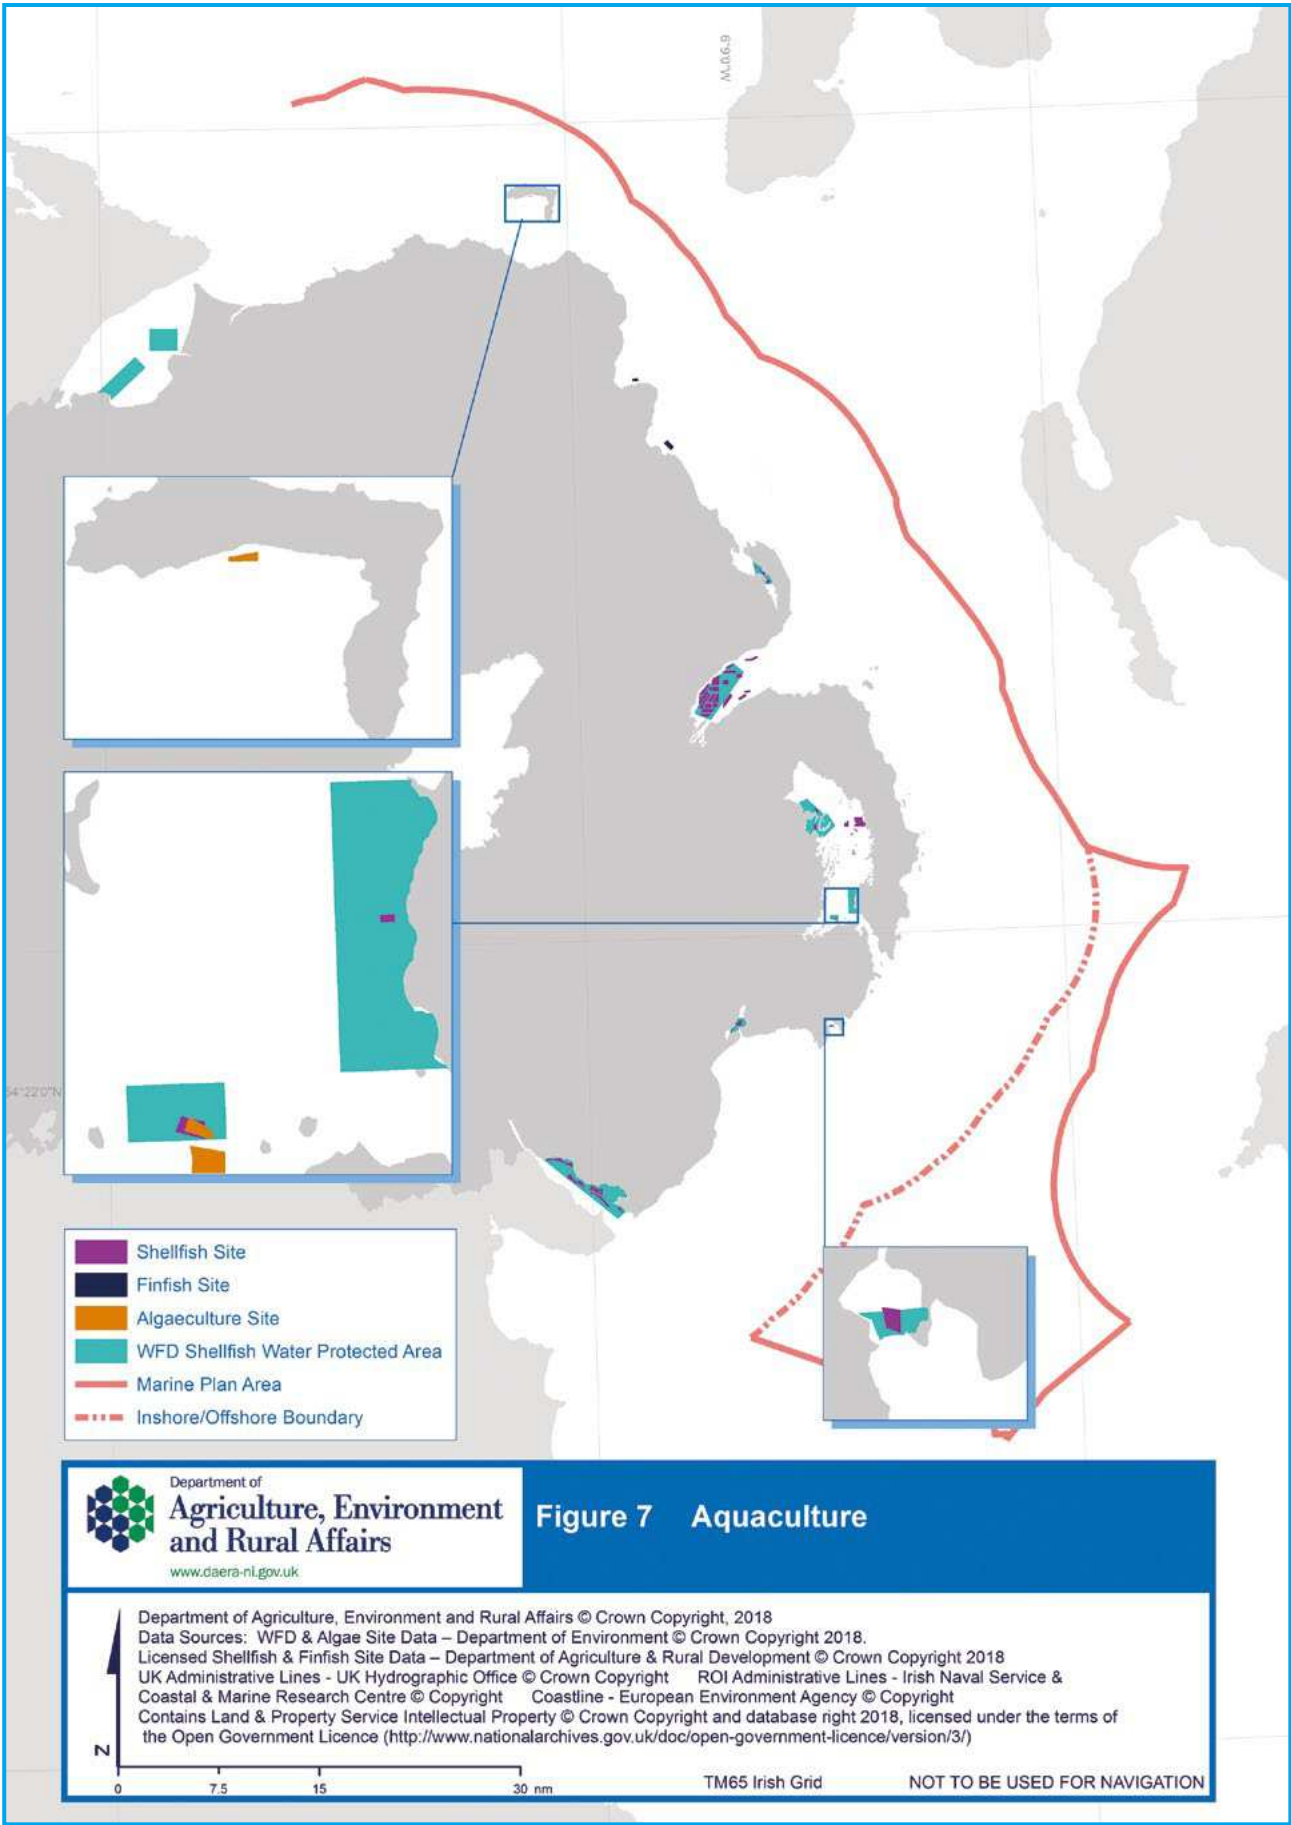 6°9'0"W
54°22'0"N
Shellfish Site
Finfish Site
Algaeculture Site
WFD Shellfish Water Protected Area
Marine Plan Area
Inshore/Offshore Boundary
Department of
Agriculture, Environment
and Rural Affairs
www.daera-ni.gov.uk
Figure 7 Aquaculture
Department of Agriculture, Environment and Rural Affairs © Crown Copyright, 2018
Data Sources: WFD & Algae Site Data – Department of Environment © Crown Copyright 2018.
Licensed Shellfish & Finfish Site Data – Department of Agriculture & Rural Development © Crown Copyright 2018
UK Administrative Lines - UK Hydrographic Office © Crown Copyright ROI Administrative Lines - Irish Naval Service &
Coastal & Marine Research Centre © Copyright Coastline - European Environment Agency © Copyright
Contains Land & Property Service Intellectual Property © Crown Copyright and database right 2018, licensed under the terms of
the Open Government Licence (http://www.nationalarchives.gov.uk/doc/open-government-licence/version/3/)
N
0 7.5 15 30 nm
TM65 Irish Grid NOT TO BE USED FOR NAVIGATION